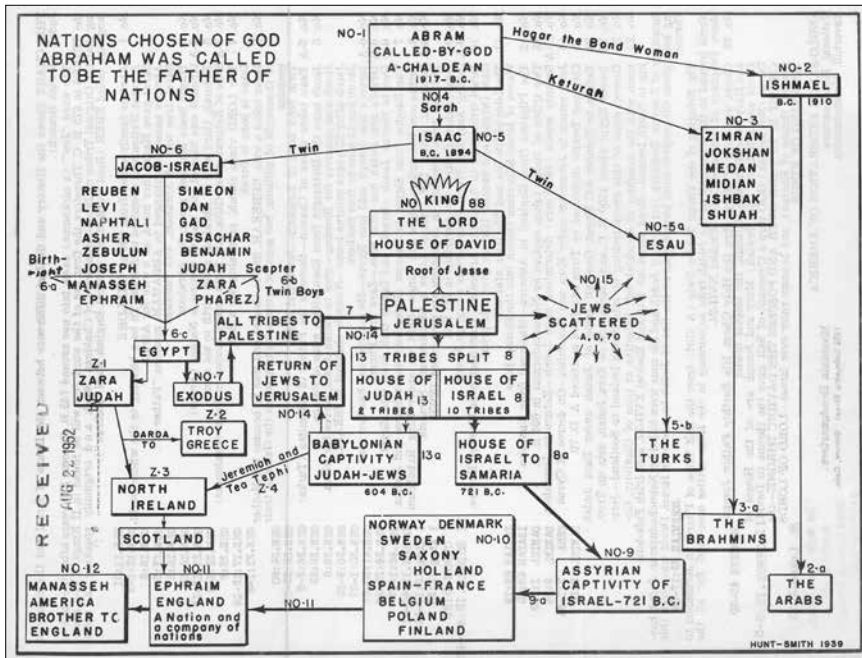 NATIONS CHOSEN OF GOD
ABRAHAM WAS CALLED
TO BE THE FATHER OF
NATIONS
NO-1
ABRAM
CALLED-BY-GOD
A-CHALDEAN
1917-B.C.
Hagar the Bond Woman
NO-2
ISHMAEL
B.C. 1910
Keturah
NO-3
ZIMRAN
JOKSHAN
MEDAN
MIDIAN
ISHBAK
SHUAH
NO 4
Sarah
ISAAC
B.C. 1894
NO-5
Twin
Twin
NO-6
JACOB-ISRAEL
REUBEN SIMEON
LEVI DAN
NAPHTALI GAD
ASHER ISSACHAR
ZEBULUN BENJAMIN
JOSEPH JUDAH
Birth-
right
6-a
MANASSEH
EPHRAIM
Scepter
6-b
Twin Boys
ZARA
PHAREZ
NO KING 88
THE LORD
HOUSE OF DAVID
Root of Jesse
NO-5a
ESAU
6-c
EGYPT
NO-7
EXODUS
ALL TRIBES TO
PALESTINE
7
PALESTINE
JERUSALEM
NO-15
JEWS
SCATTERED
A.D. 70
NO-14
RETURN OF
JEWS TO
JERUSALEM
NO-14
13 TRIBES SPLIT 8
HOUSE OF
JUDAH 13
2 TRIBES
HOUSE OF
ISRAEL 8
10 TRIBES
Z-1
ZARA
JUDAH
DARDA
TO
Z-2
TROY
GREECE
Z-3
NORTH
IRELAND
Jeremiah and
Tea Tephi
Z-4
BABYLONIAN
CAPTIVITY
JUDAH-JEWS
13a
604 B.C.
HOUSE OF
ISRAEL TO
SAMARIA
8a
721 B.C.
5-b
THE
TURKS
3-a
THE
BRAHMINS
2-a
THE
ARABS
SCOTLAND
NORWAY DENMARK
SWEDEN NO-10
SAXONY
HOLLAND
SPAIN-FRANCE
BELGIUM
POLAND
FINLAND
NO-9
ASSYRIAN
CAPTIVITY OF
ISRAEL-721 B.C.
9-a
NO-11
NO-11
EPHRAIM
ENGLAND
A Nation and
a company of
nations
NO-12
MANASSEH
AMERICA
BROTHER TO
ENGLAND
RECEIVED
AUG 22 1952
HUNT-SMITH 1939